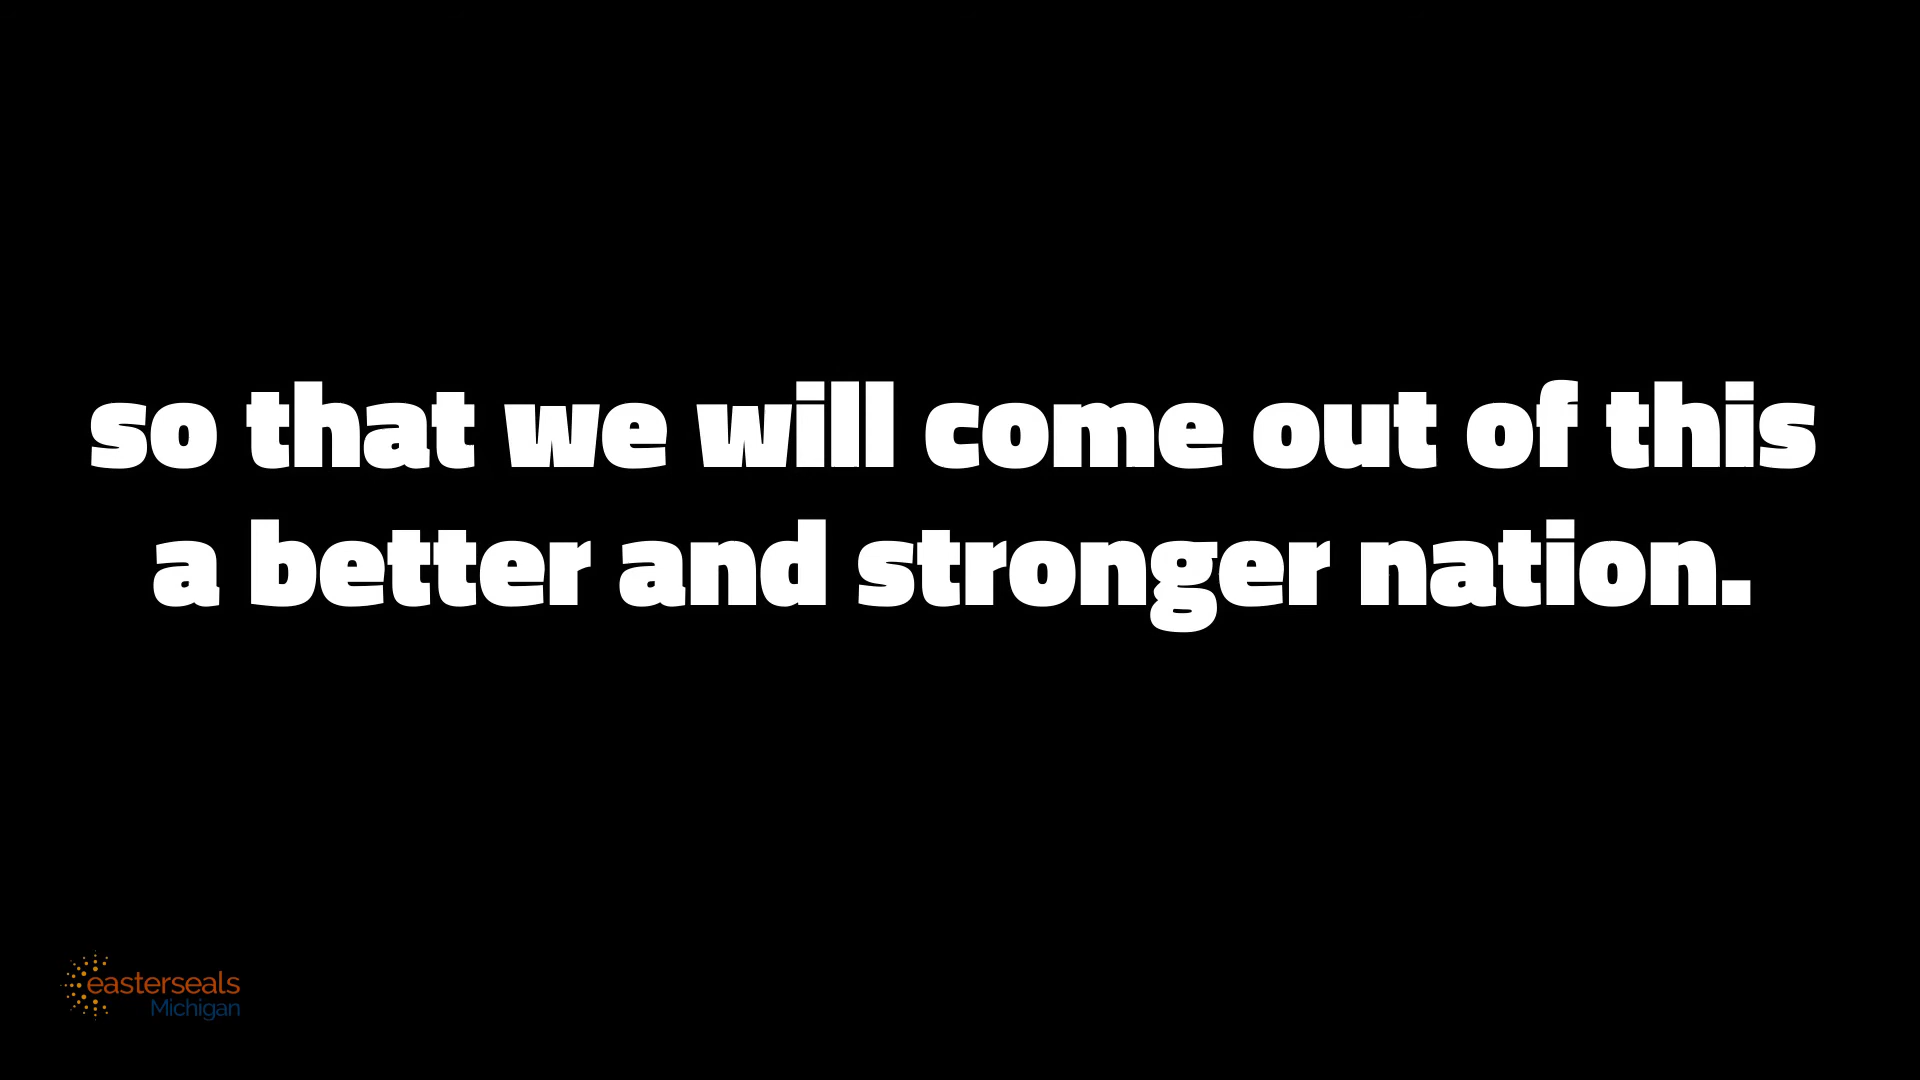 so that we will come out of this
a better and stronger nation.
easterseals
Michigan